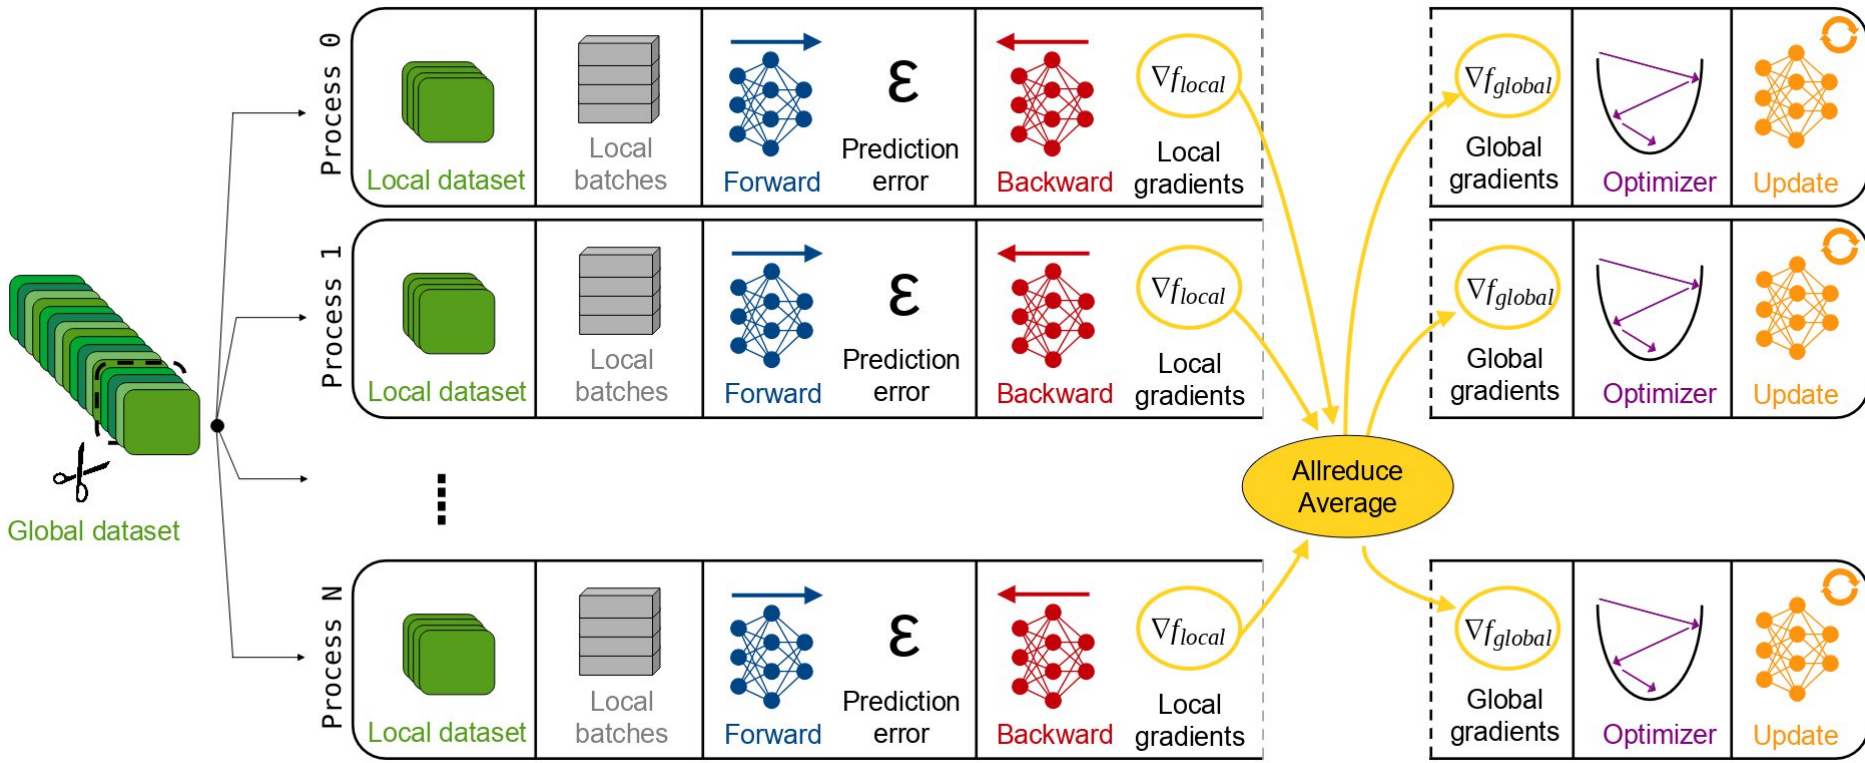 Process 0
Local dataset
Local
batches
Forward
ε
Prediction
error
Backward
∇f_local
Local
gradients
∇f_global
Global
gradients
Optimizer
Update
Process 1
Local dataset
Local
batches
Forward
ε
Prediction
error
Backward
∇f_local
Local
gradients
∇f_global
Global
gradients
Optimizer
Update
Global dataset
Allreduce
Average
Process N
Local dataset
Local
batches
Forward
ε
Prediction
error
Backward
∇f_local
Local
gradients
∇f_global
Global
gradients
Optimizer
Update